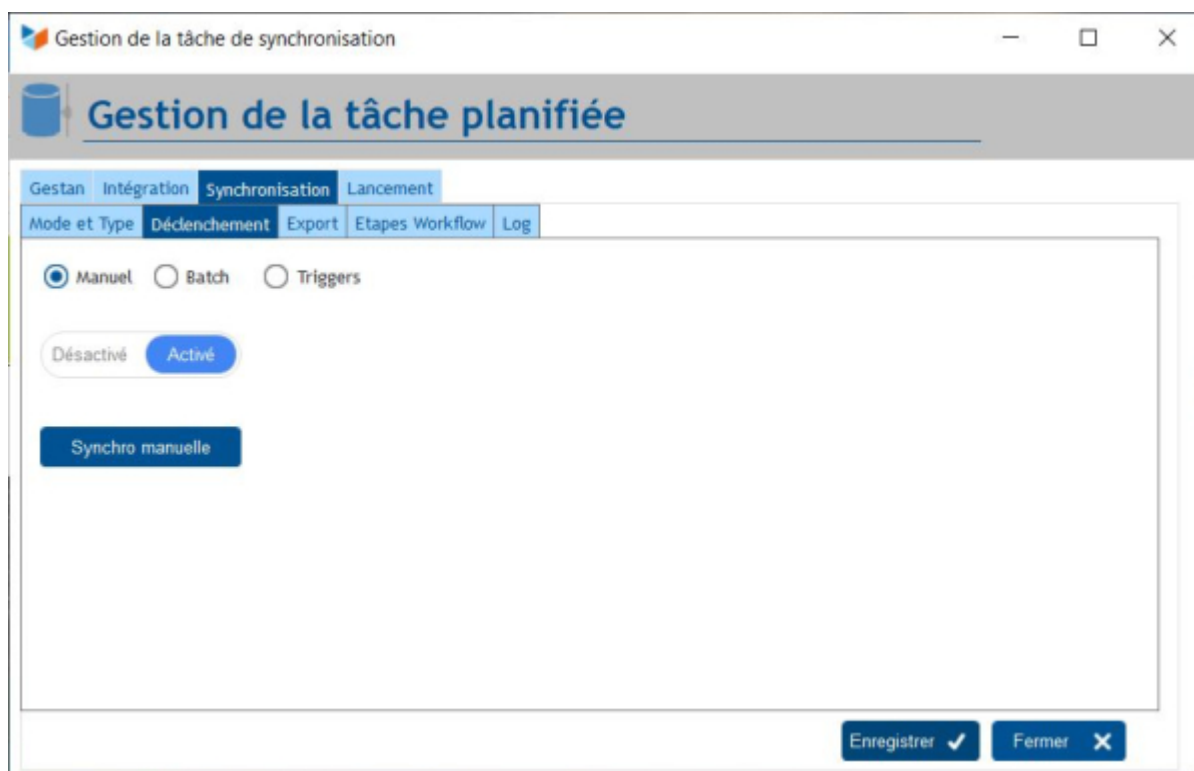 Gestion de la tâche de synchronisation
Gestion de la tâche planifiée
Gestan Intégration Synchronisation Lancement
Mode et Type Déclenchement Export Etapes Workflow Log
Manuel Batch Triggers
Désactivé Activé
Synchro manuelle
Enregistrer Fermer